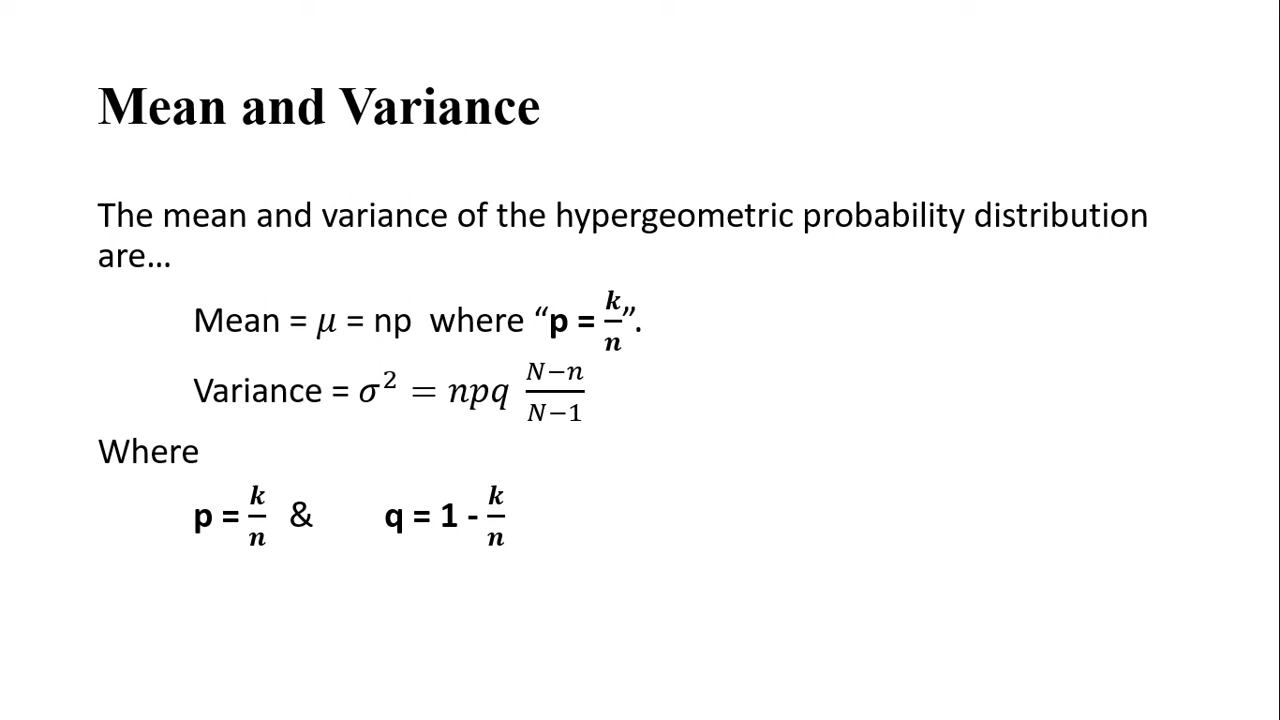 Mean and Variance
The mean and variance of the hypergeometric probability distribution
are…
Mean = 𝜇 = np where “p = 𝒌/𝒏”.
Variance = 𝜎² = 𝑛𝑝𝑞 𝑁−𝑛/𝑁−1
Where
p = 𝒌/𝒏 & q = 1 - 𝒌/𝒏